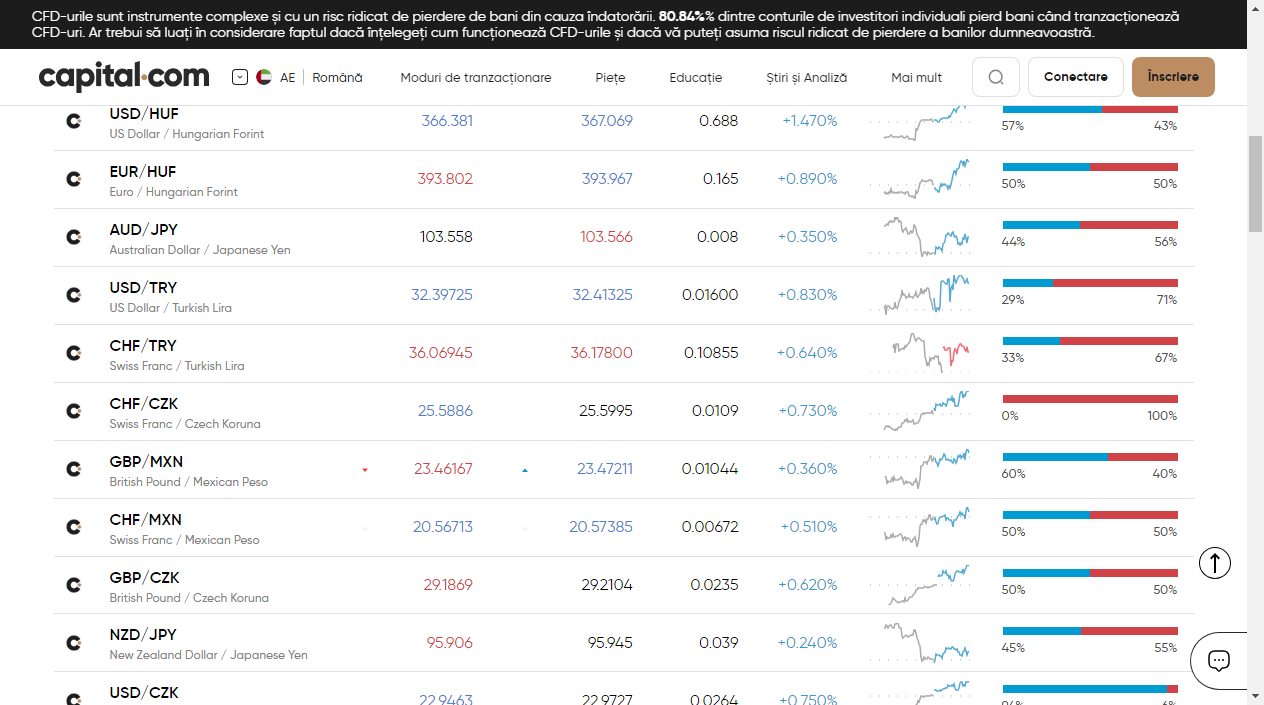 CFD-urile sunt instrumente complexe și cu un risc ridicat de pierdere de bani din cauza îndatorării. 80.84%% dintre conturile de investitori individuali pierd bani când tranzacționează
CFD-uri. Ar trebui să luați în considerare faptul dacă înțelegeți cum funcționează CFD-urile și dacă vă puteți asuma riscul ridicat de pierdere a banilor dumneavoastră.
capital.com AE Română Moduri de tranzacționare Piețe Educație Știri și Analiză Mai mult Conectare Înscriere
USD/HUF 366.381 367.069 0.688 +1.470%
US Dollar / Hungarian Forint 57% 43%
EUR/HUF 393.802 393.967 0.165 +0.890%
Euro / Hungarian Forint 50% 50%
AUD/JPY 103.558 103.566 0.008 +0.350%
Australian Dollar / Japanese Yen 44% 56%
USD/TRY 32.39725 32.41325 0.01600 +0.830%
US Dollar / Turkish Lira 29% 71%
CHF/TRY 36.06945 36.17800 0.10855 +0.640%
Swiss Franc / Turkish Lira 33% 67%
CHF/CZK 25.5886 25.5995 0.0109 +0.730%
Swiss Franc / Czech Koruna 0% 100%
GBP/MXN 23.46167 23.47211 0.01044 +0.360%
British Pound / Mexican Peso 60% 40%
CHF/MXN 20.56713 20.57385 0.00672 +0.510%
Swiss Franc / Mexican Peso 50% 50%
GBP/CZK 29.1869 29.2104 0.0235 +0.620%
British Pound / Czech Koruna 50% 50%
NZD/JPY 95.906 95.945 0.039 +0.240%
New Zealand Dollar / Japanese Yen 45% 55%
USD/CZK 22.9463 22.9727 0.0264 +0.750%